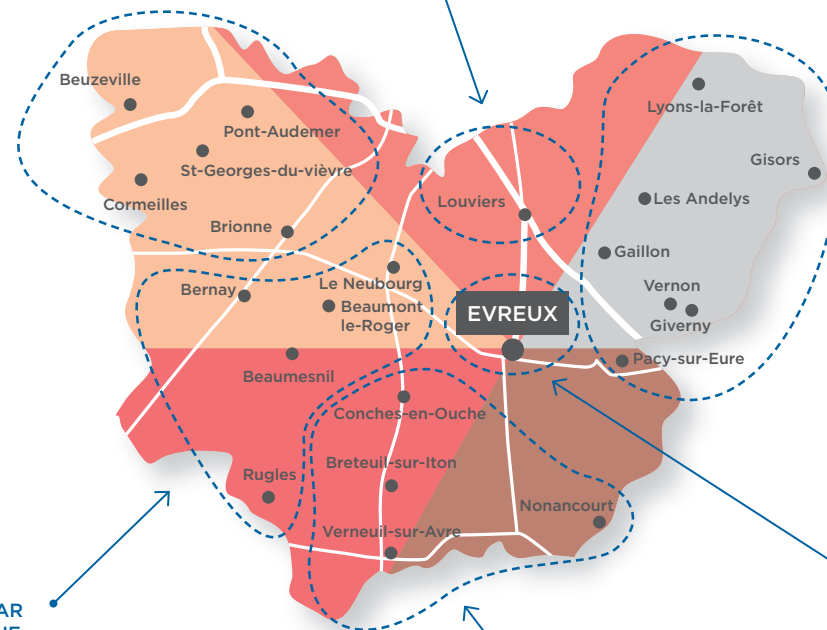 Beuzeville
Lyons-la-Forêt
Pont-Audemer
Gisors
St-Georges-du-vièvre
Cormeilles
Les Andelys
Louviers
Brionne
Gaillon
Le Neubourg
Bernay
Vernon
Beaumont
le-Roger
EVREUX
Giverny
Pacy-sur-Eure
Beaumesnil
Conches-en-Ouche
Breteuil-sur-Iton
Rugles
Nonancourt
Verneuil-sur-Avre
AR